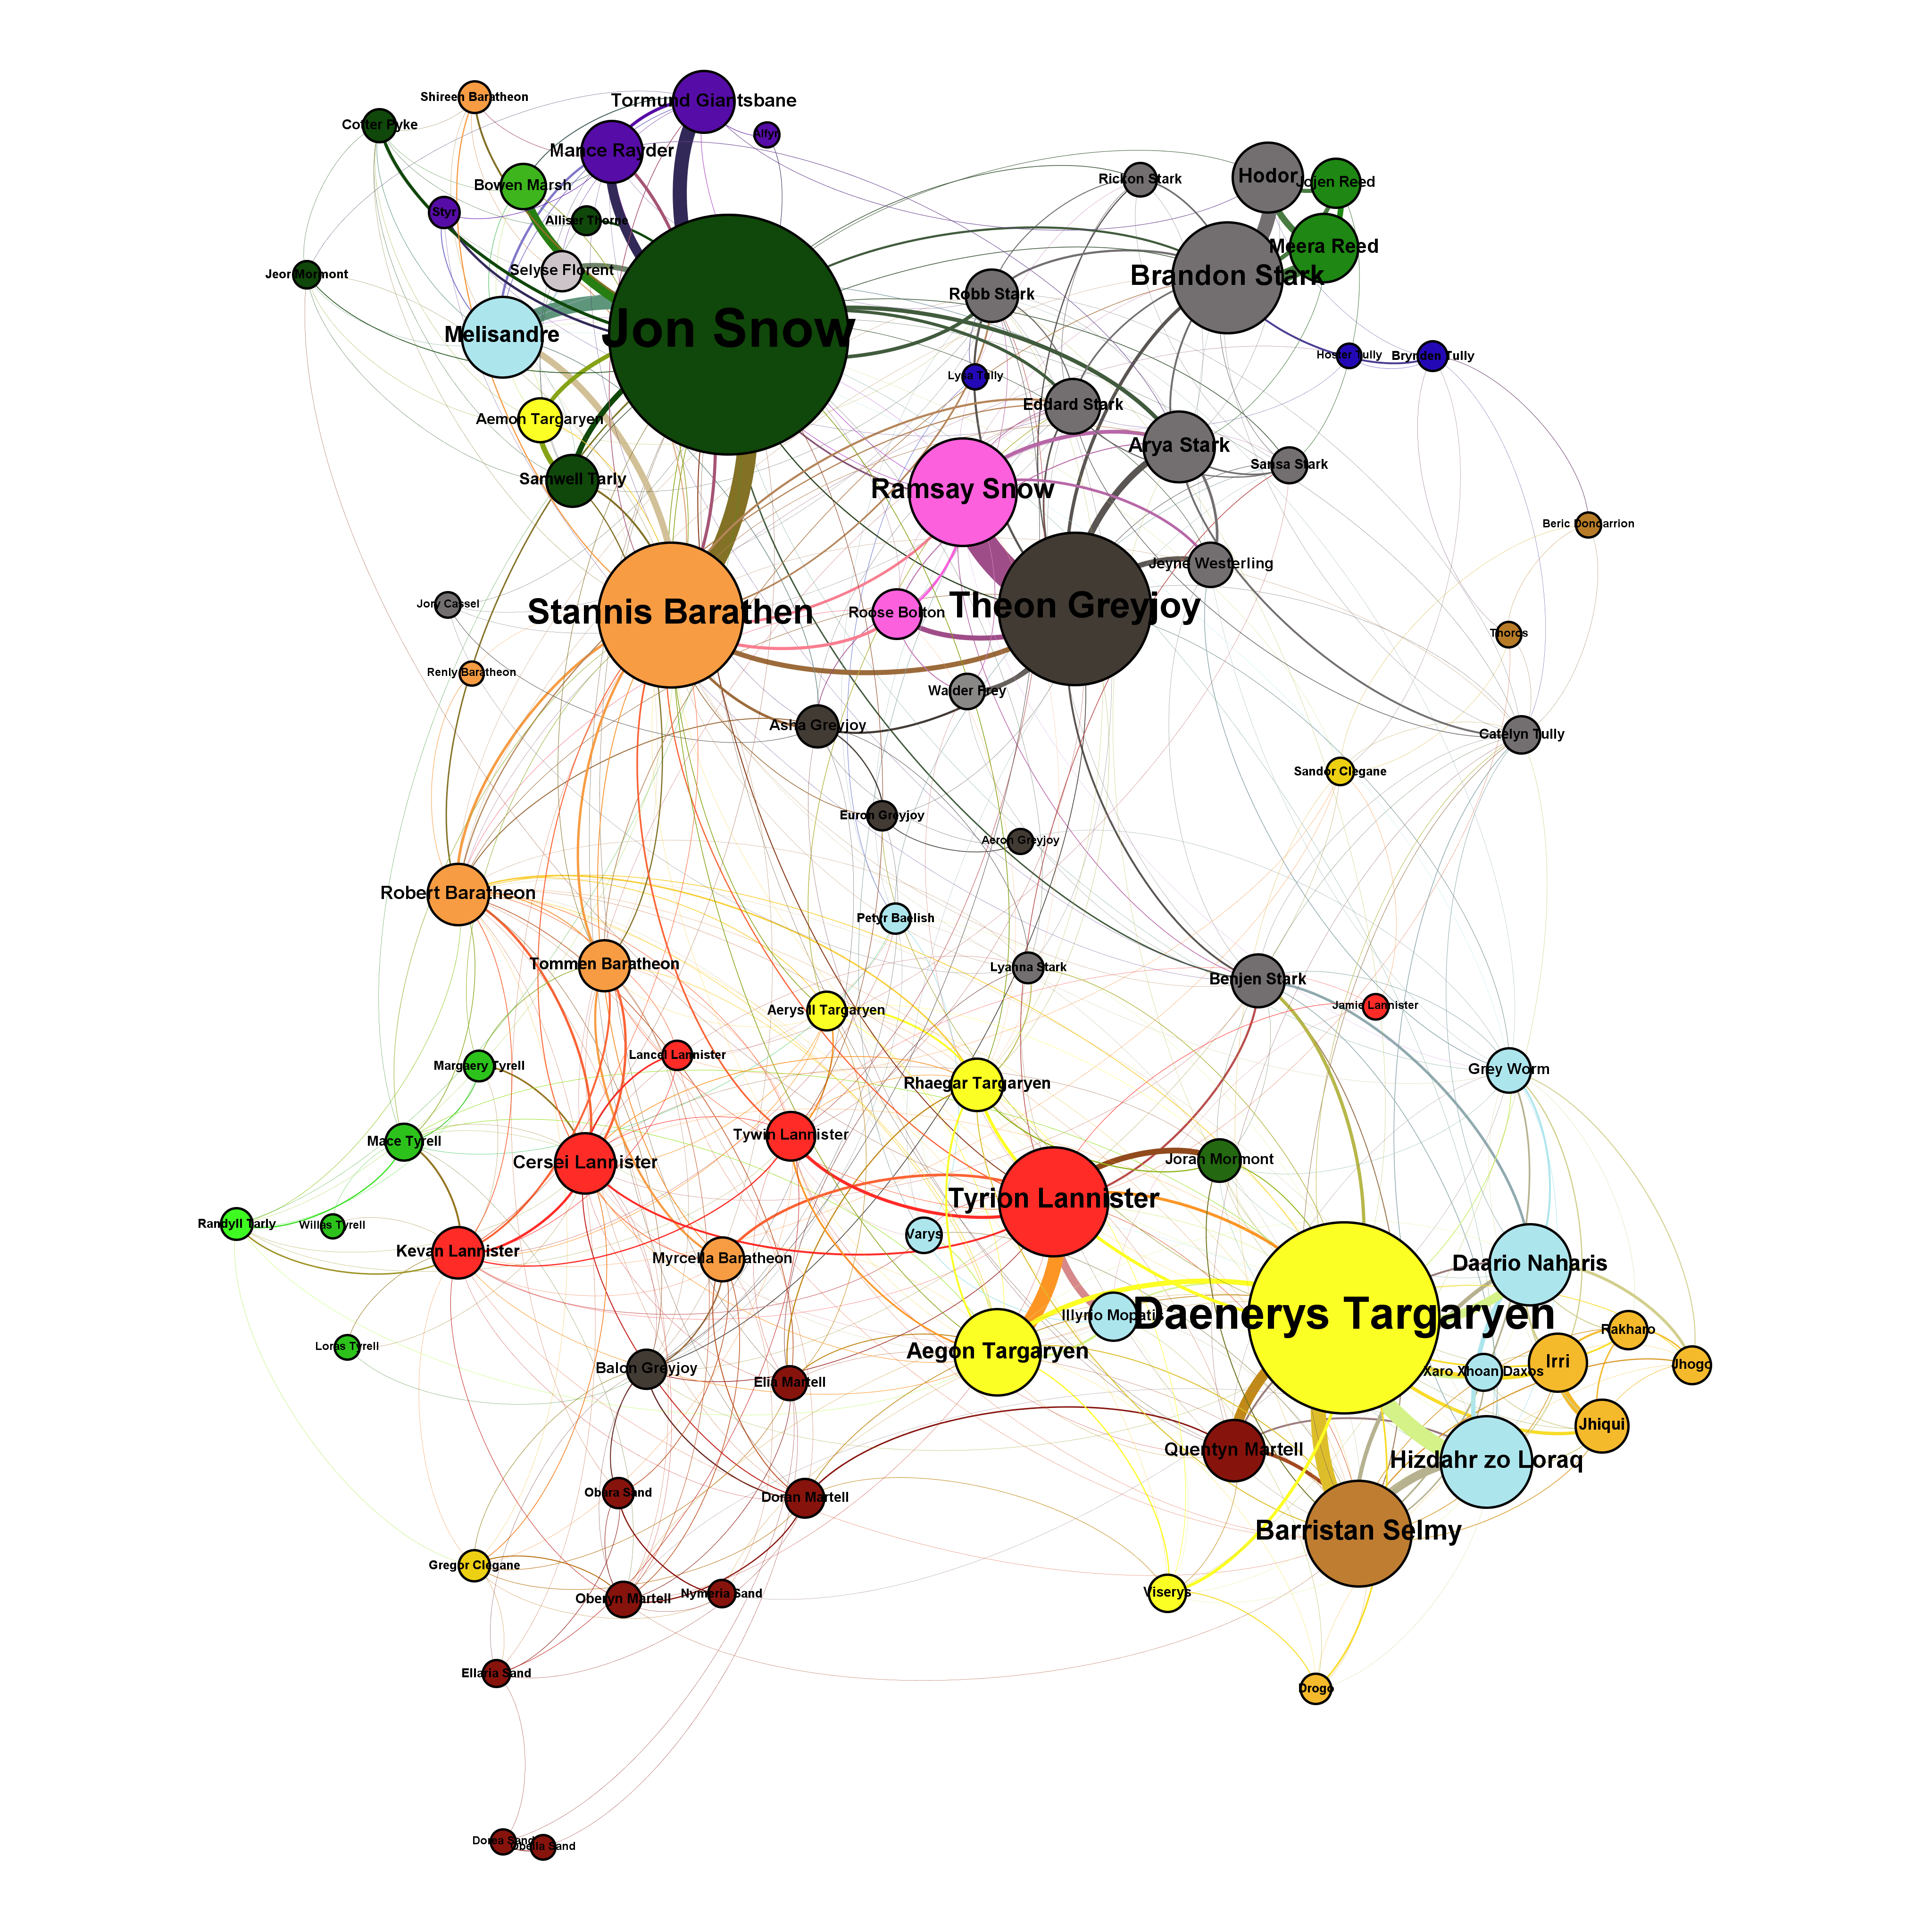 Shireen Baratheon
Tormund Giantsbane
Cotter Pyke
Alfyn
Mance Rayder
Bowen Marsh
Rickon Stark
Hodor
Jojen Reed
Styr
Alliser Thorne
Meera Reed
Jeor Mormont
Selyse Florent
Brandon Stark
Robb Stark
Melisandre
Jon Snow
Hoster Tully
Brynden Tully
Lysa Tully
Eddard Stark
Aemon Targaryen
Arya Stark
Sansa Stark
Samwell Tarly
Ramsay Snow
Beric Dondarrion
Jeyne Westerling
Jory Cassel
Stannis Barathen
Roose Bolton
Theon Greyjoy
Thoros
Renly Baratheon
Walder Frey
Asha Greyjoy
Catelyn Tully
Sandor Clegane
Euron Greyjoy
Aeron Greyjoy
Robert Baratheon
Petyr Baelish
Tommen Baratheon
Lyanna Stark
Benjen Stark
Jamie Lannister
Aerys II Targaryen
Lancel Lannister
Margaery Tyrell
Rhaegar Targaryen
Grey Worm
Mace Tyrell
Tywin Lannister
Cersei Lannister
Jorah Mormont
Tyrion Lannister
Randyll Tarly
Willas Tyrell
Varys
Kevan Lannister
Myrcella Baratheon
Daario Naharis
Illyrio Mopatis
Daenerys Targaryen
Rakharo
Loras Tyrell
Aegon Targaryen
Irri
Jhogo
Xaro Xhoan Daxos
Balon Greyjoy
Elia Martell
Jhiqui
Quentyn Martell
Hizdahr zo Loraq
Obara Sand
Doran Martell
Barristan Selmy
Gregor Clegane
Oberyn Martell
Nymeria Sand
Viserys
Ellaria Sand
Drogo
Dorea Sand
Obella Sand